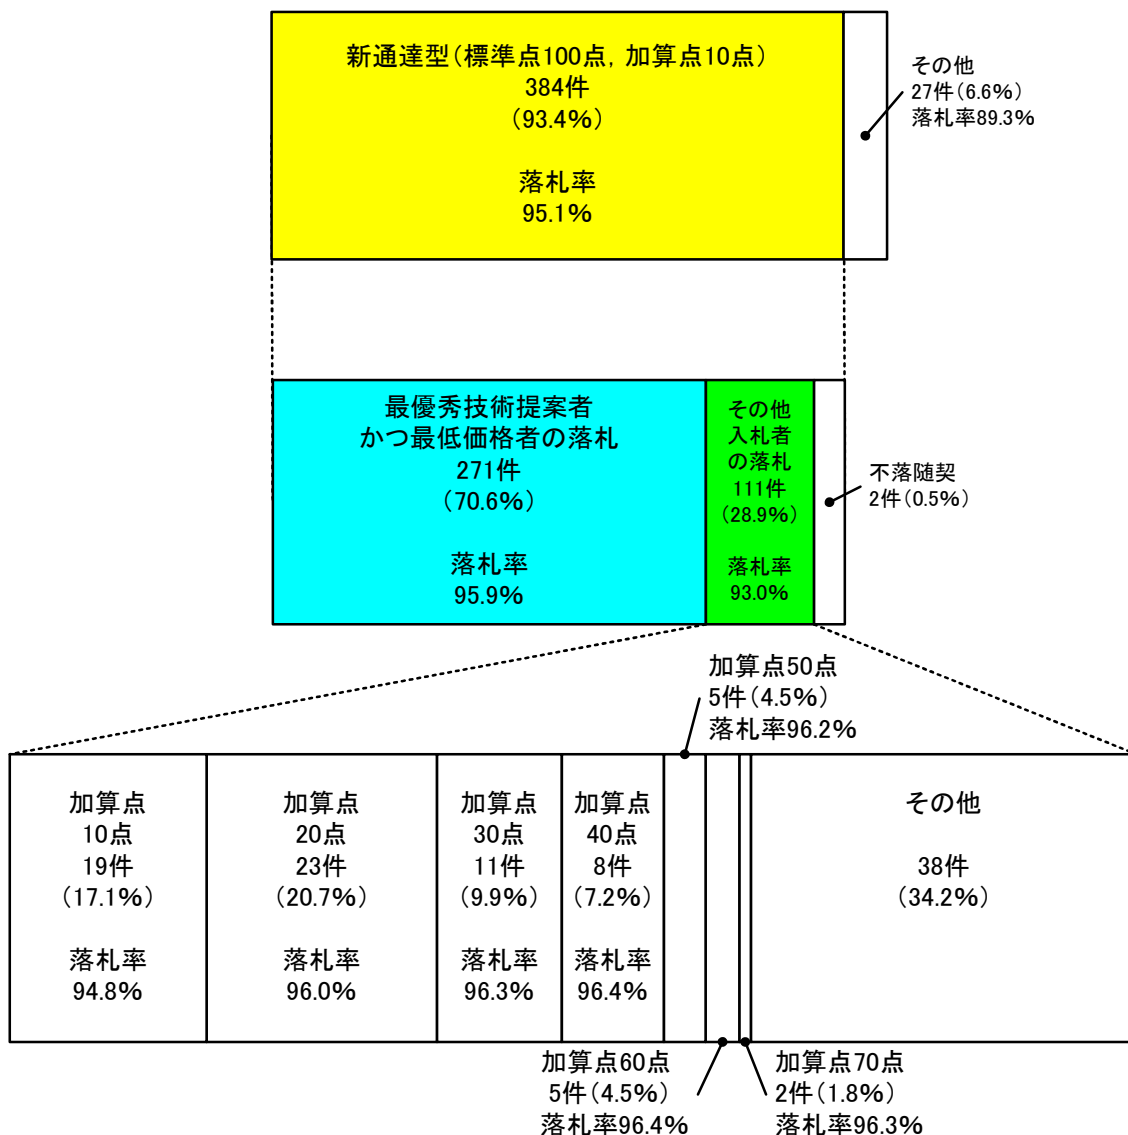 新通達型（標準点100点，加算点10点）
384件
（93.4%）
落札率
95.1%
その他
27件（6.6%）
落札率89.3%
最優秀技術提案者
かつ最低価格者の落札
271件
（70.6%）
落札率
95.9%
その他
入札者
の落札
111件
（28.9%）
落札率
93.0%
不落随契
2件（0.5%）
加算点50点
5件（4.5%）
落札率96.2%
加算点
10点
19件
（17.1%）
落札率
94.8%
加算点
20点
23件
（20.7%）
落札率
96.0%
加算点
30点
11件
（9.9%）
落札率
96.3%
加算点
40点
8件
（7.2%）
落札率
96.4%
その他
38件
（34.2%）
加算点60点
5件（4.5%）
落札率96.4%
加算点70点
2件（1.8%）
落札率96.3%